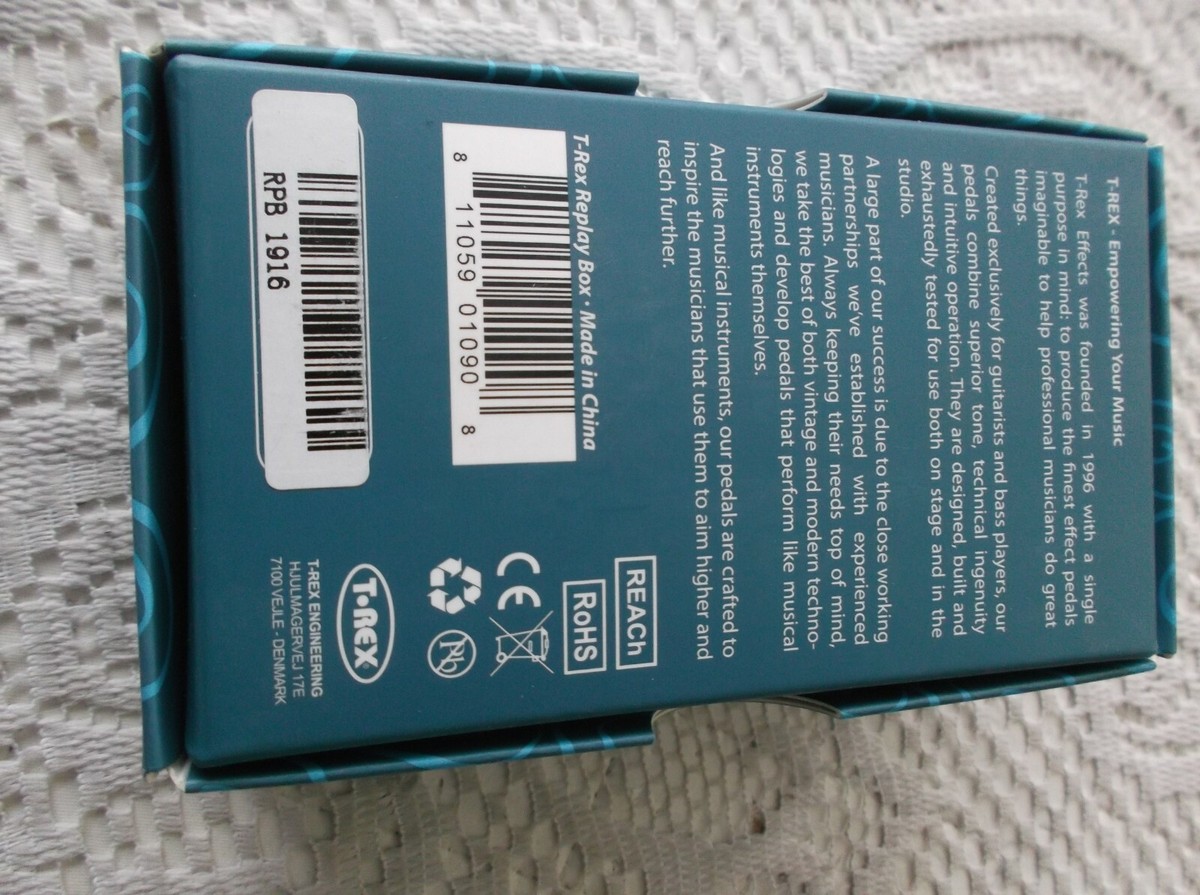 T-REX - Empowering Your Music
T-Rex Effects was founded in 1996 with a single
purpose in mind: to produce the finest effect pedals
imaginable to help professional musicians do great
things.
Created exclusively for guitarists and bass players, our
pedals combine superior tone, technical ingenuity
and intuitive operation. They are designed, built and
exhaustedly tested for use both on stage and in the
studio.
A large part of our success is due to the close working
partnerships we've established with experienced
musicians. Always keeping their needs top of mind,
we take the best of both vintage and modern techno-
logies and develop pedals that perform like musical
instruments themselves.
And like musical instruments, our pedals are crafted to
inspire the musicians that use them to aim higher and
reach further.
T-Rex Replay Box · Made in China
8 11059 01090 8
RPB 1916
REACh
RoHS
CE
Pb
T-REX
T-REX ENGINEERING
HJULMAGERVEJ 17E
7100 VEJLE - DENMARK